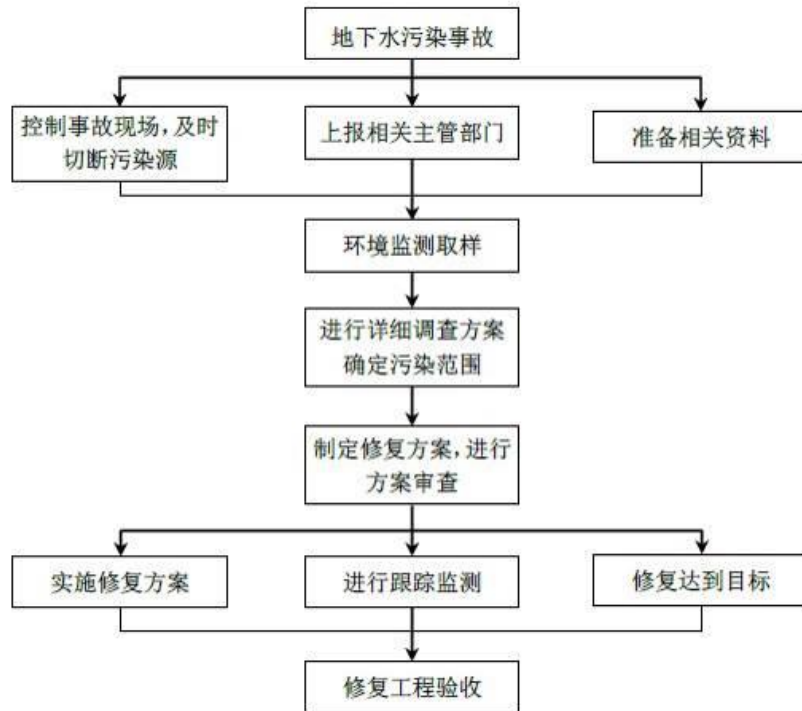 地下水污染事故
控制事故现场,及时
切断污染源
上报相关主管部门
准备相关资料
环境监测取样
进行详细调查方案
确定污染范围
制定修复方案,进行
方案审查
实施修复方案
进行跟踪监测
修复达到目标
修复工程验收